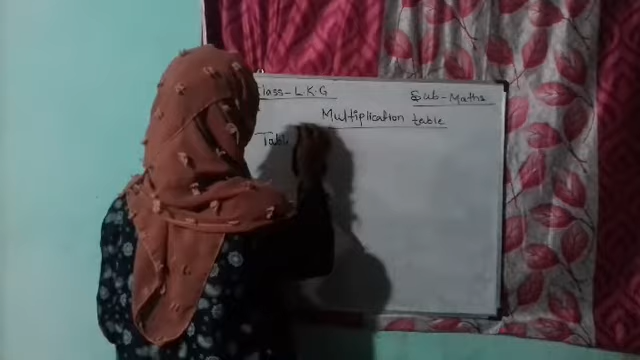 Class - L.K.G
Sub - Maths
Multiplication table
Table